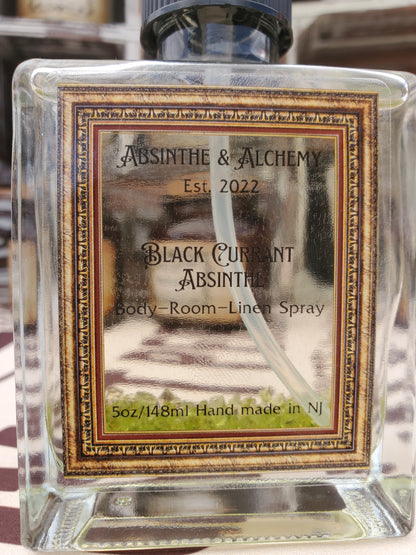 Absinthe & Alchemy
Est. 2022
Black Currant
Absinthe
Body-Room-Linen Spray
5oz/148ml Hand made in NJ